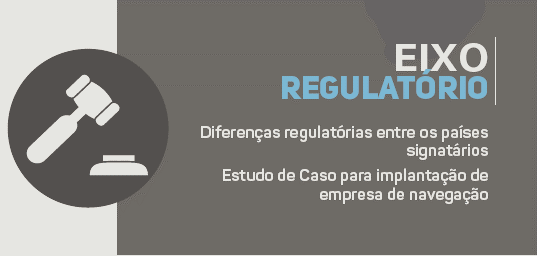 EIXO
REGULATÓRIO
Diferenças regulatórias entre os países
signatários
Estudo de Caso para implantação de
empresa de navegação